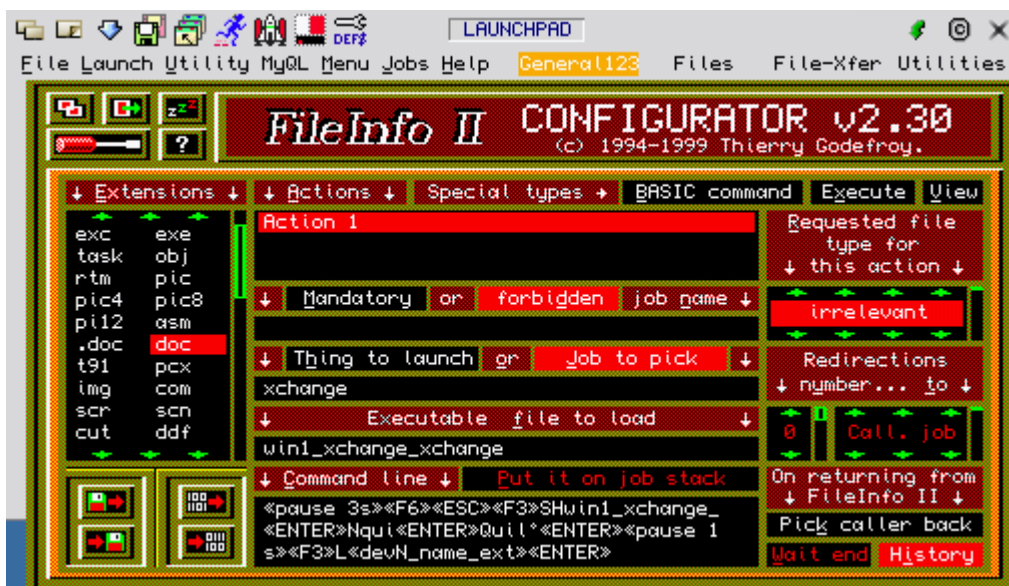 DEF$
LAUNCHPAD
File Launch Utility MyQL Menu Jobs Help General123 Files File-Xfer Utilities
zzZ
?
FileInfo II
CONFIGURATOR v2.30
(c) 1994-1999 Thierry Godefroy.
↓ Extensions ↓
↓ Actions ↓
Special types →
BASIC command
Execute
View
exc exe
task obj
rtm pic
pic4 pic8
pi12 asm
.doc doc
t91 pcx
img com
scr scn
cut ddf
Action 1
Requested file
type for
↓ this action ↓
irrelevant
↓ Mandatory or forbidden job name ↓
↓ Thing to launch or Job to pick ↓
xchange
↓ Executable file to load ↓
win1_xchange_xchange
↓ Command line ↓
Put it on job stack
«pause 3s»«F6»«ESC»«F3»SHwin1_xchange_
«ENTER»Nqui«ENTER»Quil°«ENTER»«pause 1
s»«F3»L«devN_name_ext»«ENTER»
Redirections
↓ number... to ↓
0
Call. job
On returning from
↓ FileInfo II ↓
Pick caller back
Wait end
History